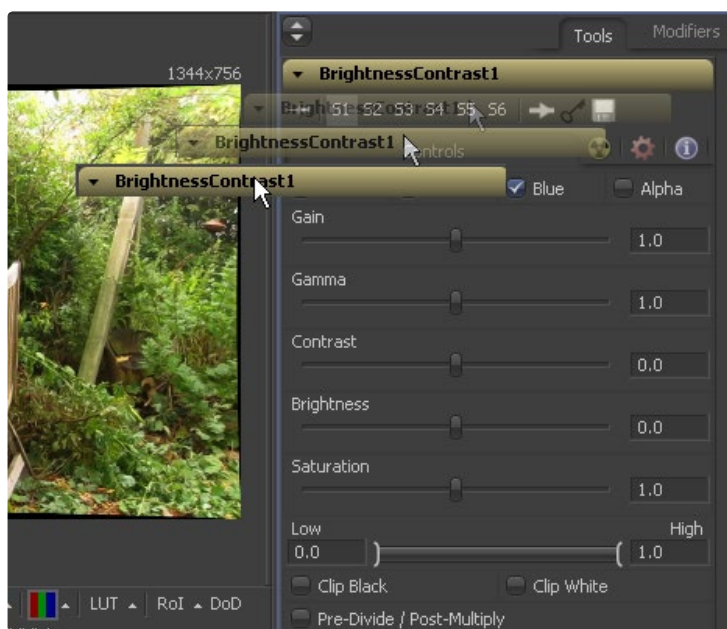 Tools Modifiers
1344x756
BrightnessContrast1
S1 S2 S3 S4 S5 S6
BrightnessContrast1
BrightnessContrast1
BrightnessContrast1
Blue Alpha
Gain
1.0
Gamma
1.0
Contrast
0.0
Brightness
0.0
Saturation
1.0
Low High
0.0 1.0
Clip Black Clip White
LUT RoI DoD
Pre-Divide / Post-Multiply